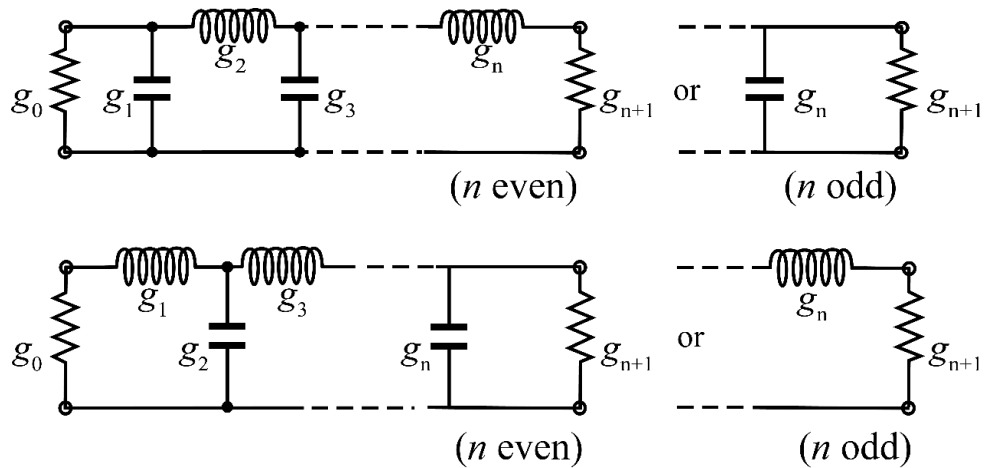 g₂ gₙ
g₀ g₁ g₃ gₙ₊₁ or gₙ gₙ₊₁
(n even) (n odd)
g₁ g₃ gₙ
g₀ g₂ gₙ gₙ₊₁ or gₙ₊₁
(n even) (n odd)